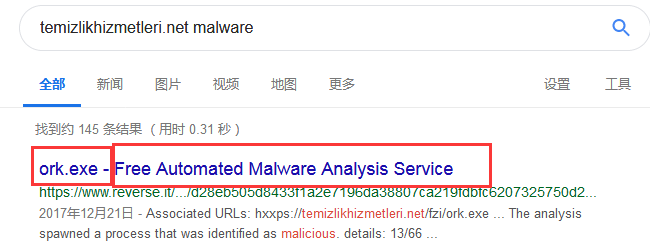 temizlikhizmetleri.net malware
全部 新闻 图片 视频 地图 更多 设置 工具
找到约 145 条结果 （用时 0.31 秒）
ork.exe - Free Automated Malware Analysis Service
https://www.reverse.it/.../d28eb505d8433f1a2e7196da38807ca219fdbfc6207325750d2...
2017年12月21日 - Associated URLs: hxxps://temizlikhizmetleri.net/fzi/ork.exe ... The analysis
spawned a process that was identified as malicious. details: 13/66 ...